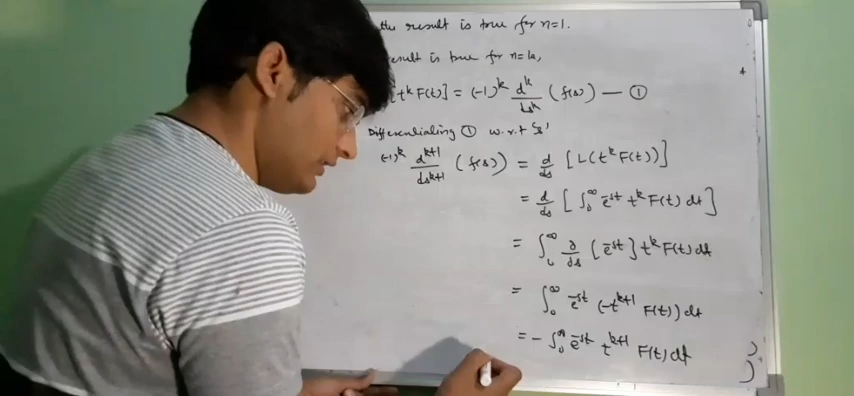 the result is true for n=1.
result is true for n=k,
t^k F(t)] = (-1)^k d^k/ds^k (f(s)) — ①
Differentiating ① w.r.t 's'
(-1)^k d^{k+1}/ds^{k+1} (f(s)) = d/ds [L(t^k F(t))]
= d/ds [∫_0^∞ e^{-st} t^k F(t) dt]
= ∫_0^∞ ∂/∂s [e^{-st}] t^k F(t) dt
= ∫_0^∞ e^{-st} (-t^{k+1} F(t)) dt
= - ∫_0^∞ e^{-st} t^{k+1} F(t) dt